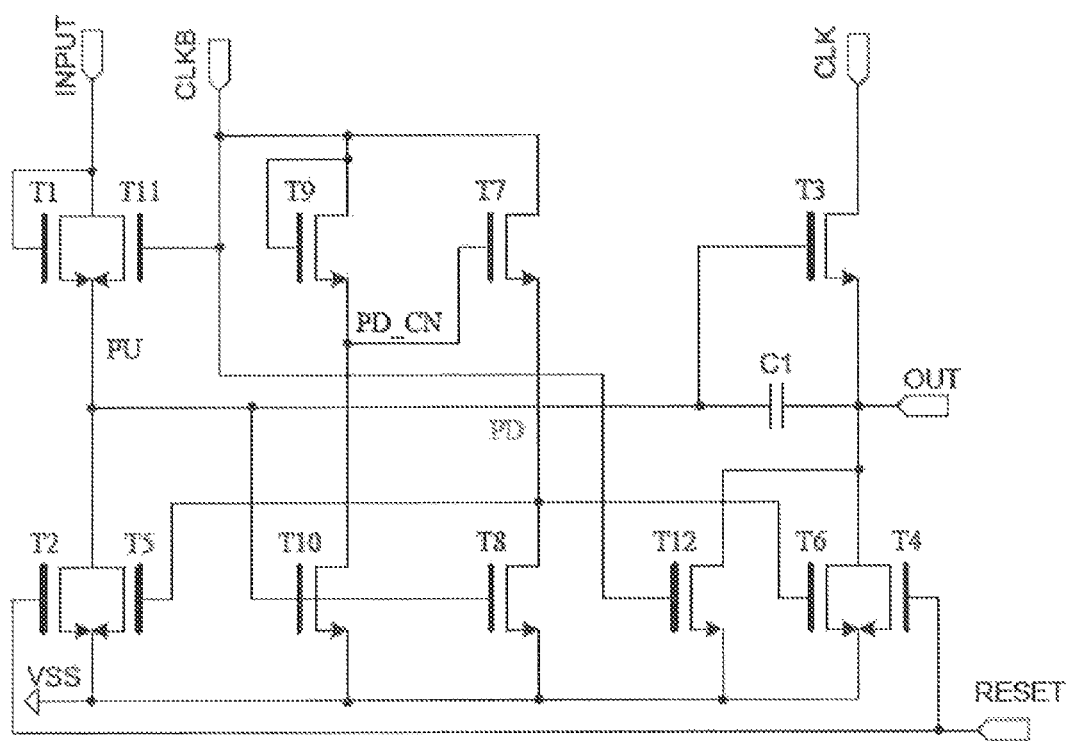 INPUT
CLKB
CLK
T1
T11
T9
T7
T3
PD_CN
PU
C1
OUT
PD
T2
T5
T10
T8
T12
T6
T4
VSS
RESET